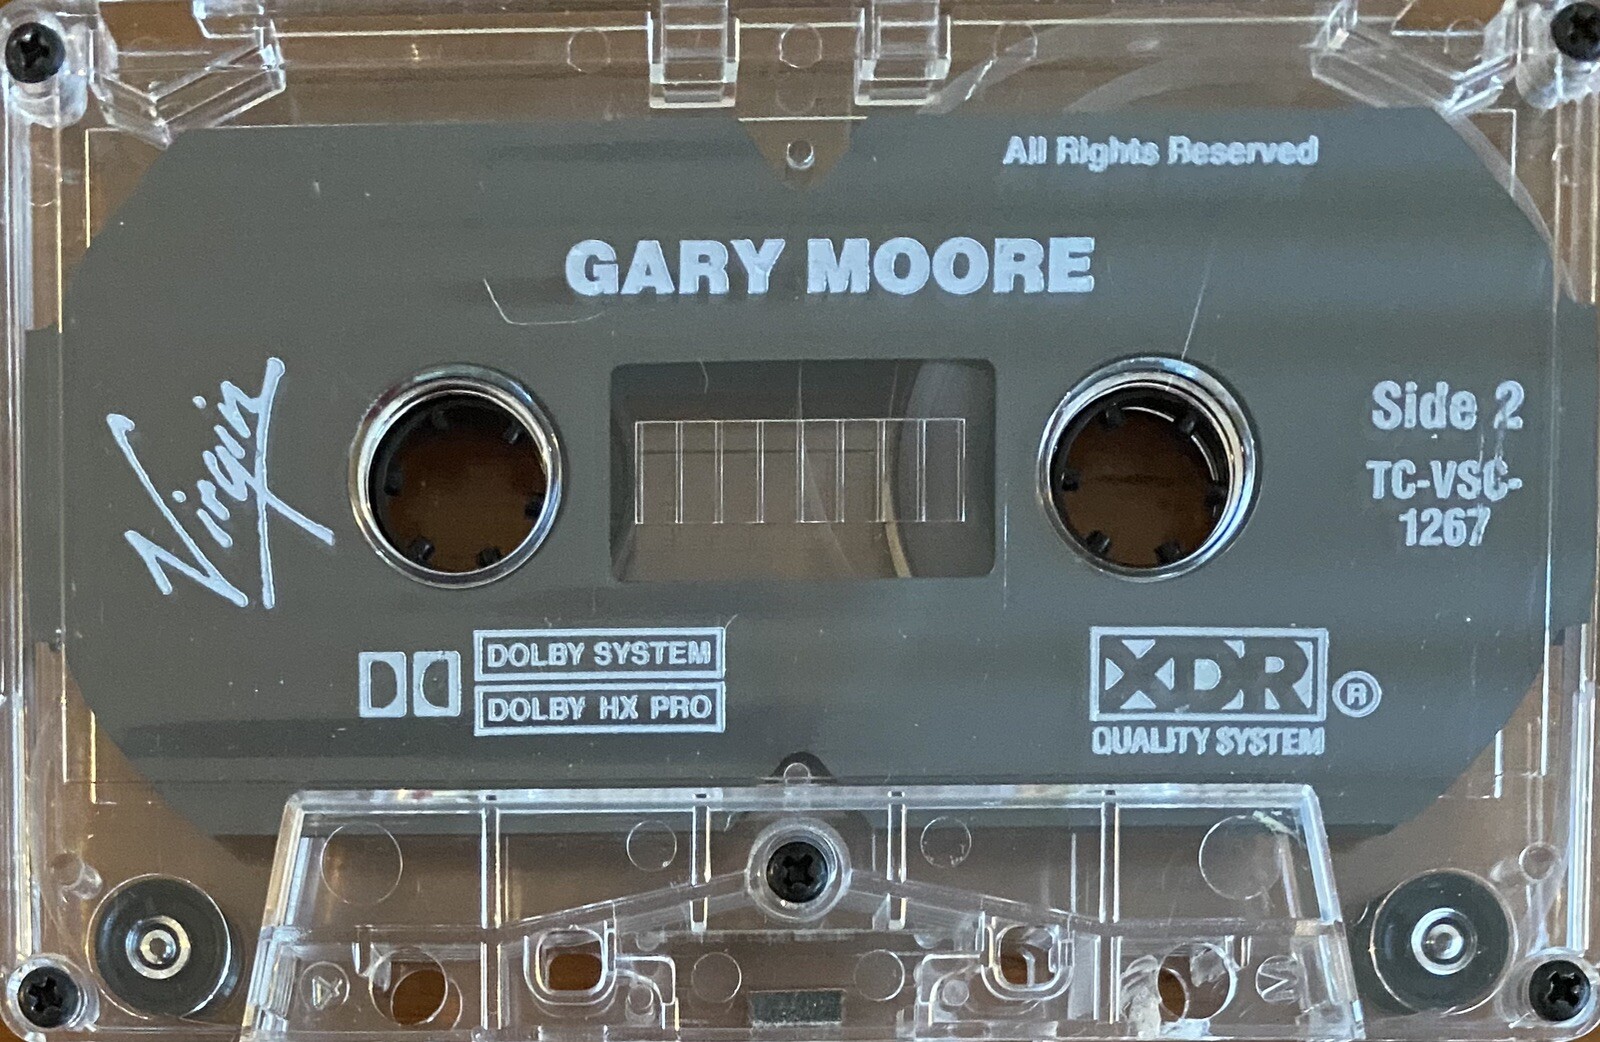 All Rights Reserved
GARY MOORE
Virgin
Side 2
TC-VSC-
1267
DOLBY SYSTEM
DOLBY HX PRO
XDR ®
QUALITY SYSTEM